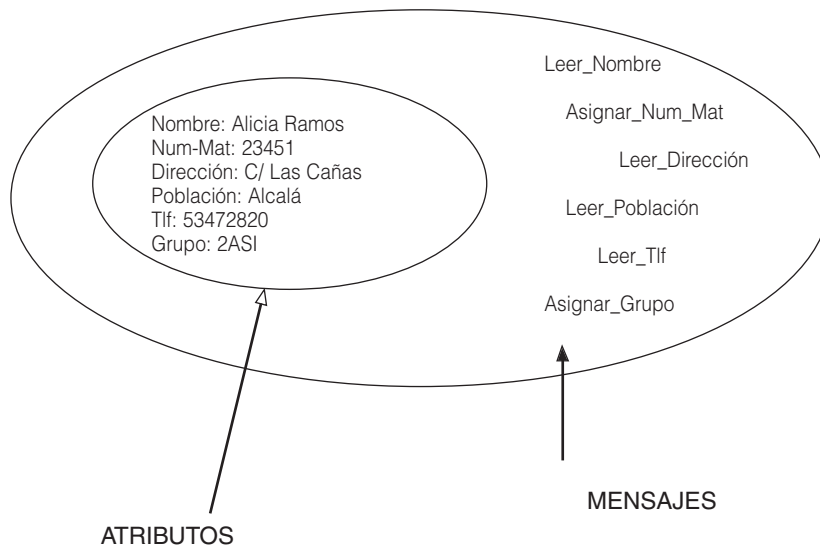 Nombre: Alicia Ramos
Num-Mat: 23451
Dirección: C/ Las Cañas
Población: Alcalá
Tlf: 53472820
Grupo: 2ASI
Leer_Nombre
Asignar_Num_Mat
Leer_Dirección
Leer_Población
Leer_Tlf
Asignar_Grupo
ATRIBUTOS
MENSAJES